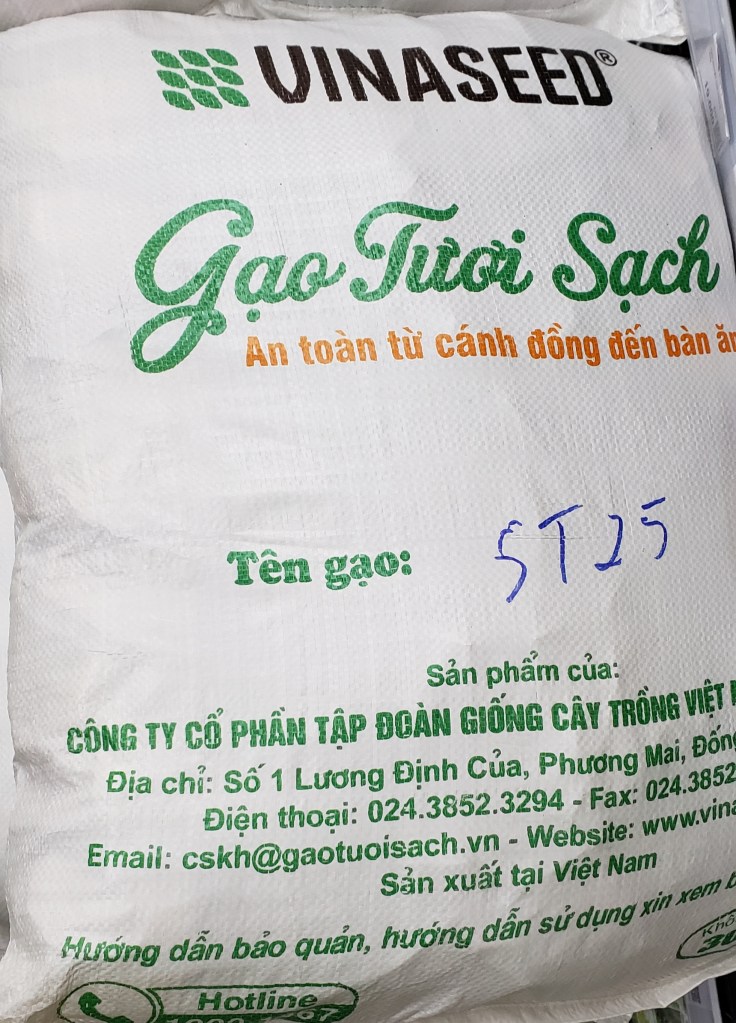 VINASEED®
Gạo Tươi Sạch
An toàn từ cánh đồng đến bàn
Tên gạo: ST25
Sản phẩm của:
CÔNG TY CỔ PHẦN TẬP ĐOÀN GIỐNG CÂY TRỒNG VIỆT
Địa chỉ: Số 1 Lương Định Của, Phương Mai,
Điện thoại: 024.3852.3294 - Fax: 024.3852
Email: cskh@gaotuoisach.vn - Website:
Sản xuất tại Việt Nam
Hướng dẫn bảo quản, hướng dẫn sử dụng xin xem
Hotline